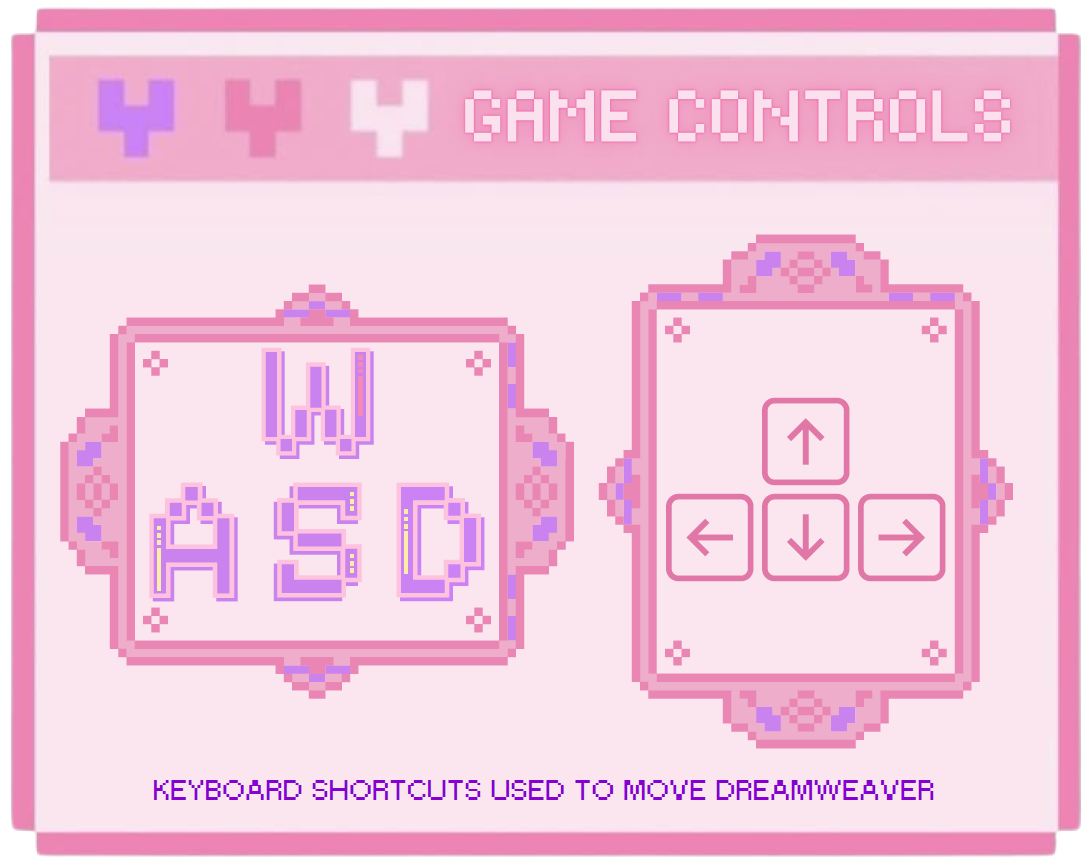 GAME CONTROLS
W
A S D
↑
← ↓ →
KEYBOARD SHORTCUTS USED TO MOVE DREAMWEAVER